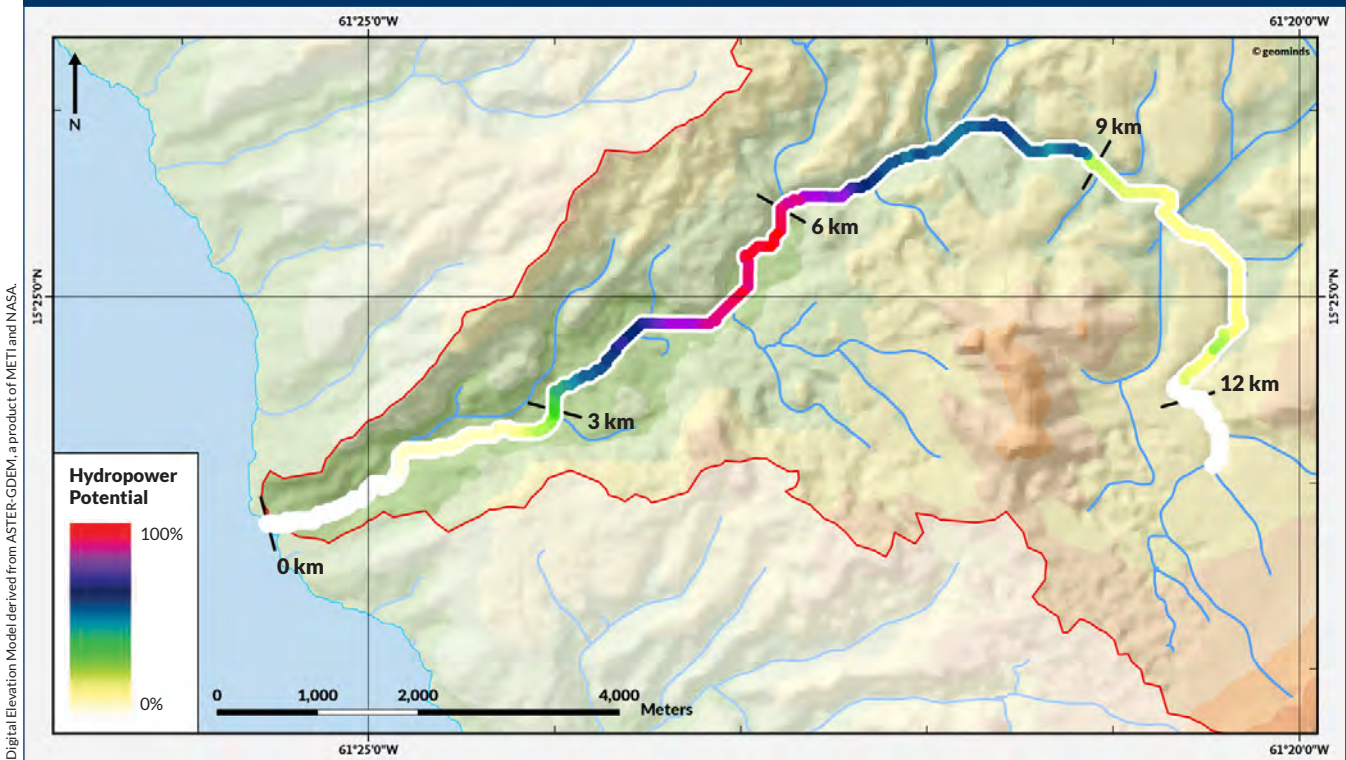 61°25'0"W
61°20'0"W
© geominds
N
9 km
6 km
15°25'0"N
15°25'0"N
12 km
3 km
Hydropower
Potential
100%
0%
0 km
0
1,000
2,000
4,000
Meters
61°25'0"W
61°20'0"W
Digital Elevation Model derived from ASTER-GDEM, a product of METI and NASA.